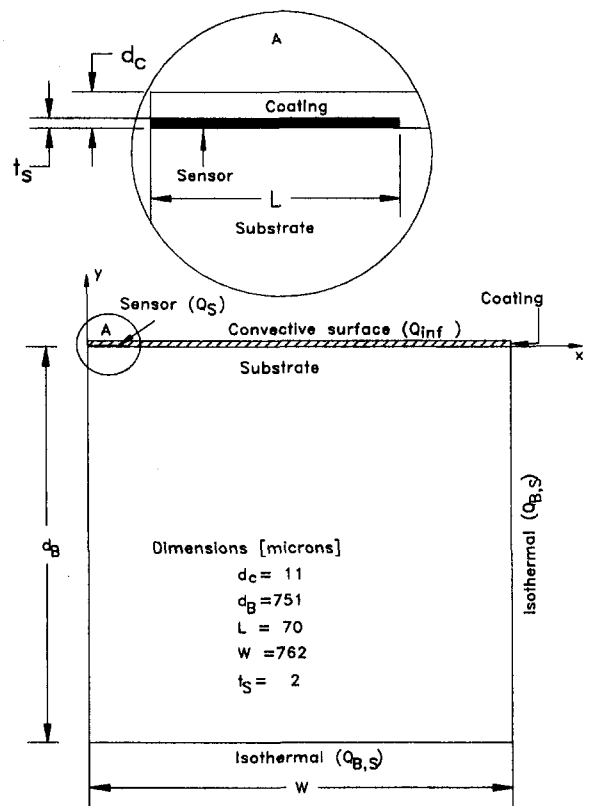 A
d_c
Coating
t_s
Sensor
L
Substrate
y
Sensor (Q_S)
Coating
A
Convective surface (Q_inf )
x
Substrate
d_B
Isothermal (Q_B,S)
Dimensions [microns]
d_c = 11
d_B =751
L = 70
W =762
t_S = 2
Isothermal (Q_B,S)
W